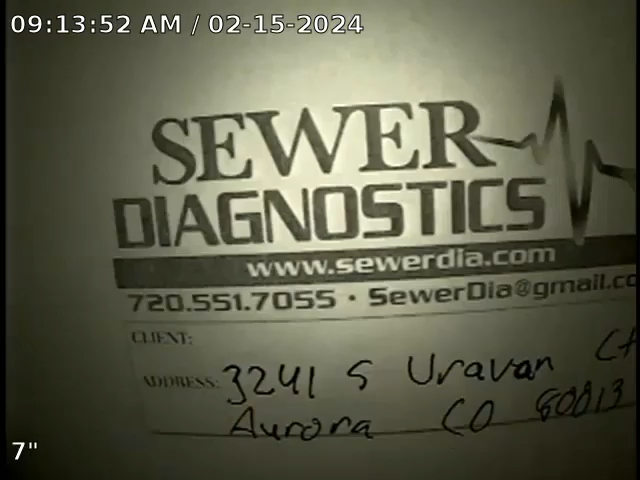 09:13:52 AM / 02-15-2024
SEWER
DIAGNOSTICS
www.sewerdia.com
720.551.7055 · SewerDia@gmail.co
CLIENT:
ADDRESS: 3241 S Uravan Ct
Aurora CO 80013
7"